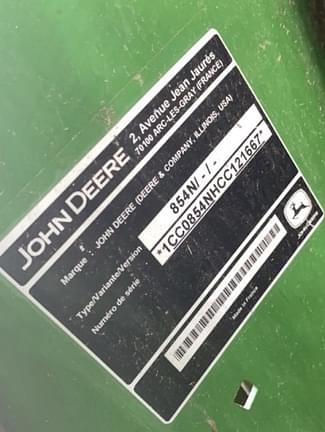 JOHN DEERE
2, Avenue Jean Jaurés
70100 ARC-LES-GRAY (FRANCE)
Marque : JOHN DEERE (DEERE & COMPANY, ILLINOIS, USA)
Type/Variante/Version 854N/ - / -
Numéro de série *1CC0854NHCC121667*
JOHN DEERE
Made in France